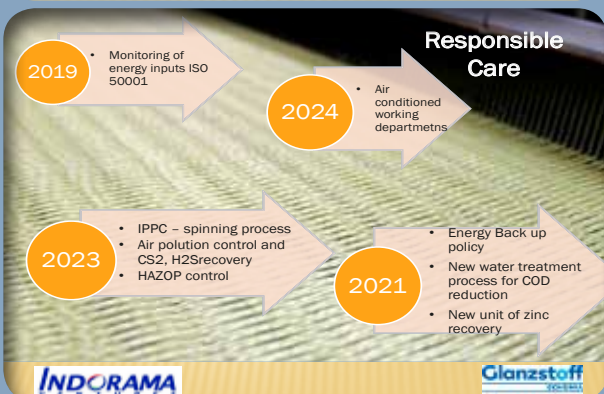 Responsible
Care
2019
• Monitoring of
energy inputs ISO
50001
2024
• Air
conditioned
working
departmetns
2023
• IPPC – spinning process
• Air polution control and
CS2, H2Srecovery
• HAZOP control
2021
• Energy Back up
policy
• New water treatment
process for COD
reduction
• New unit of zinc
recovery
INDORAMA
Glanzstoff